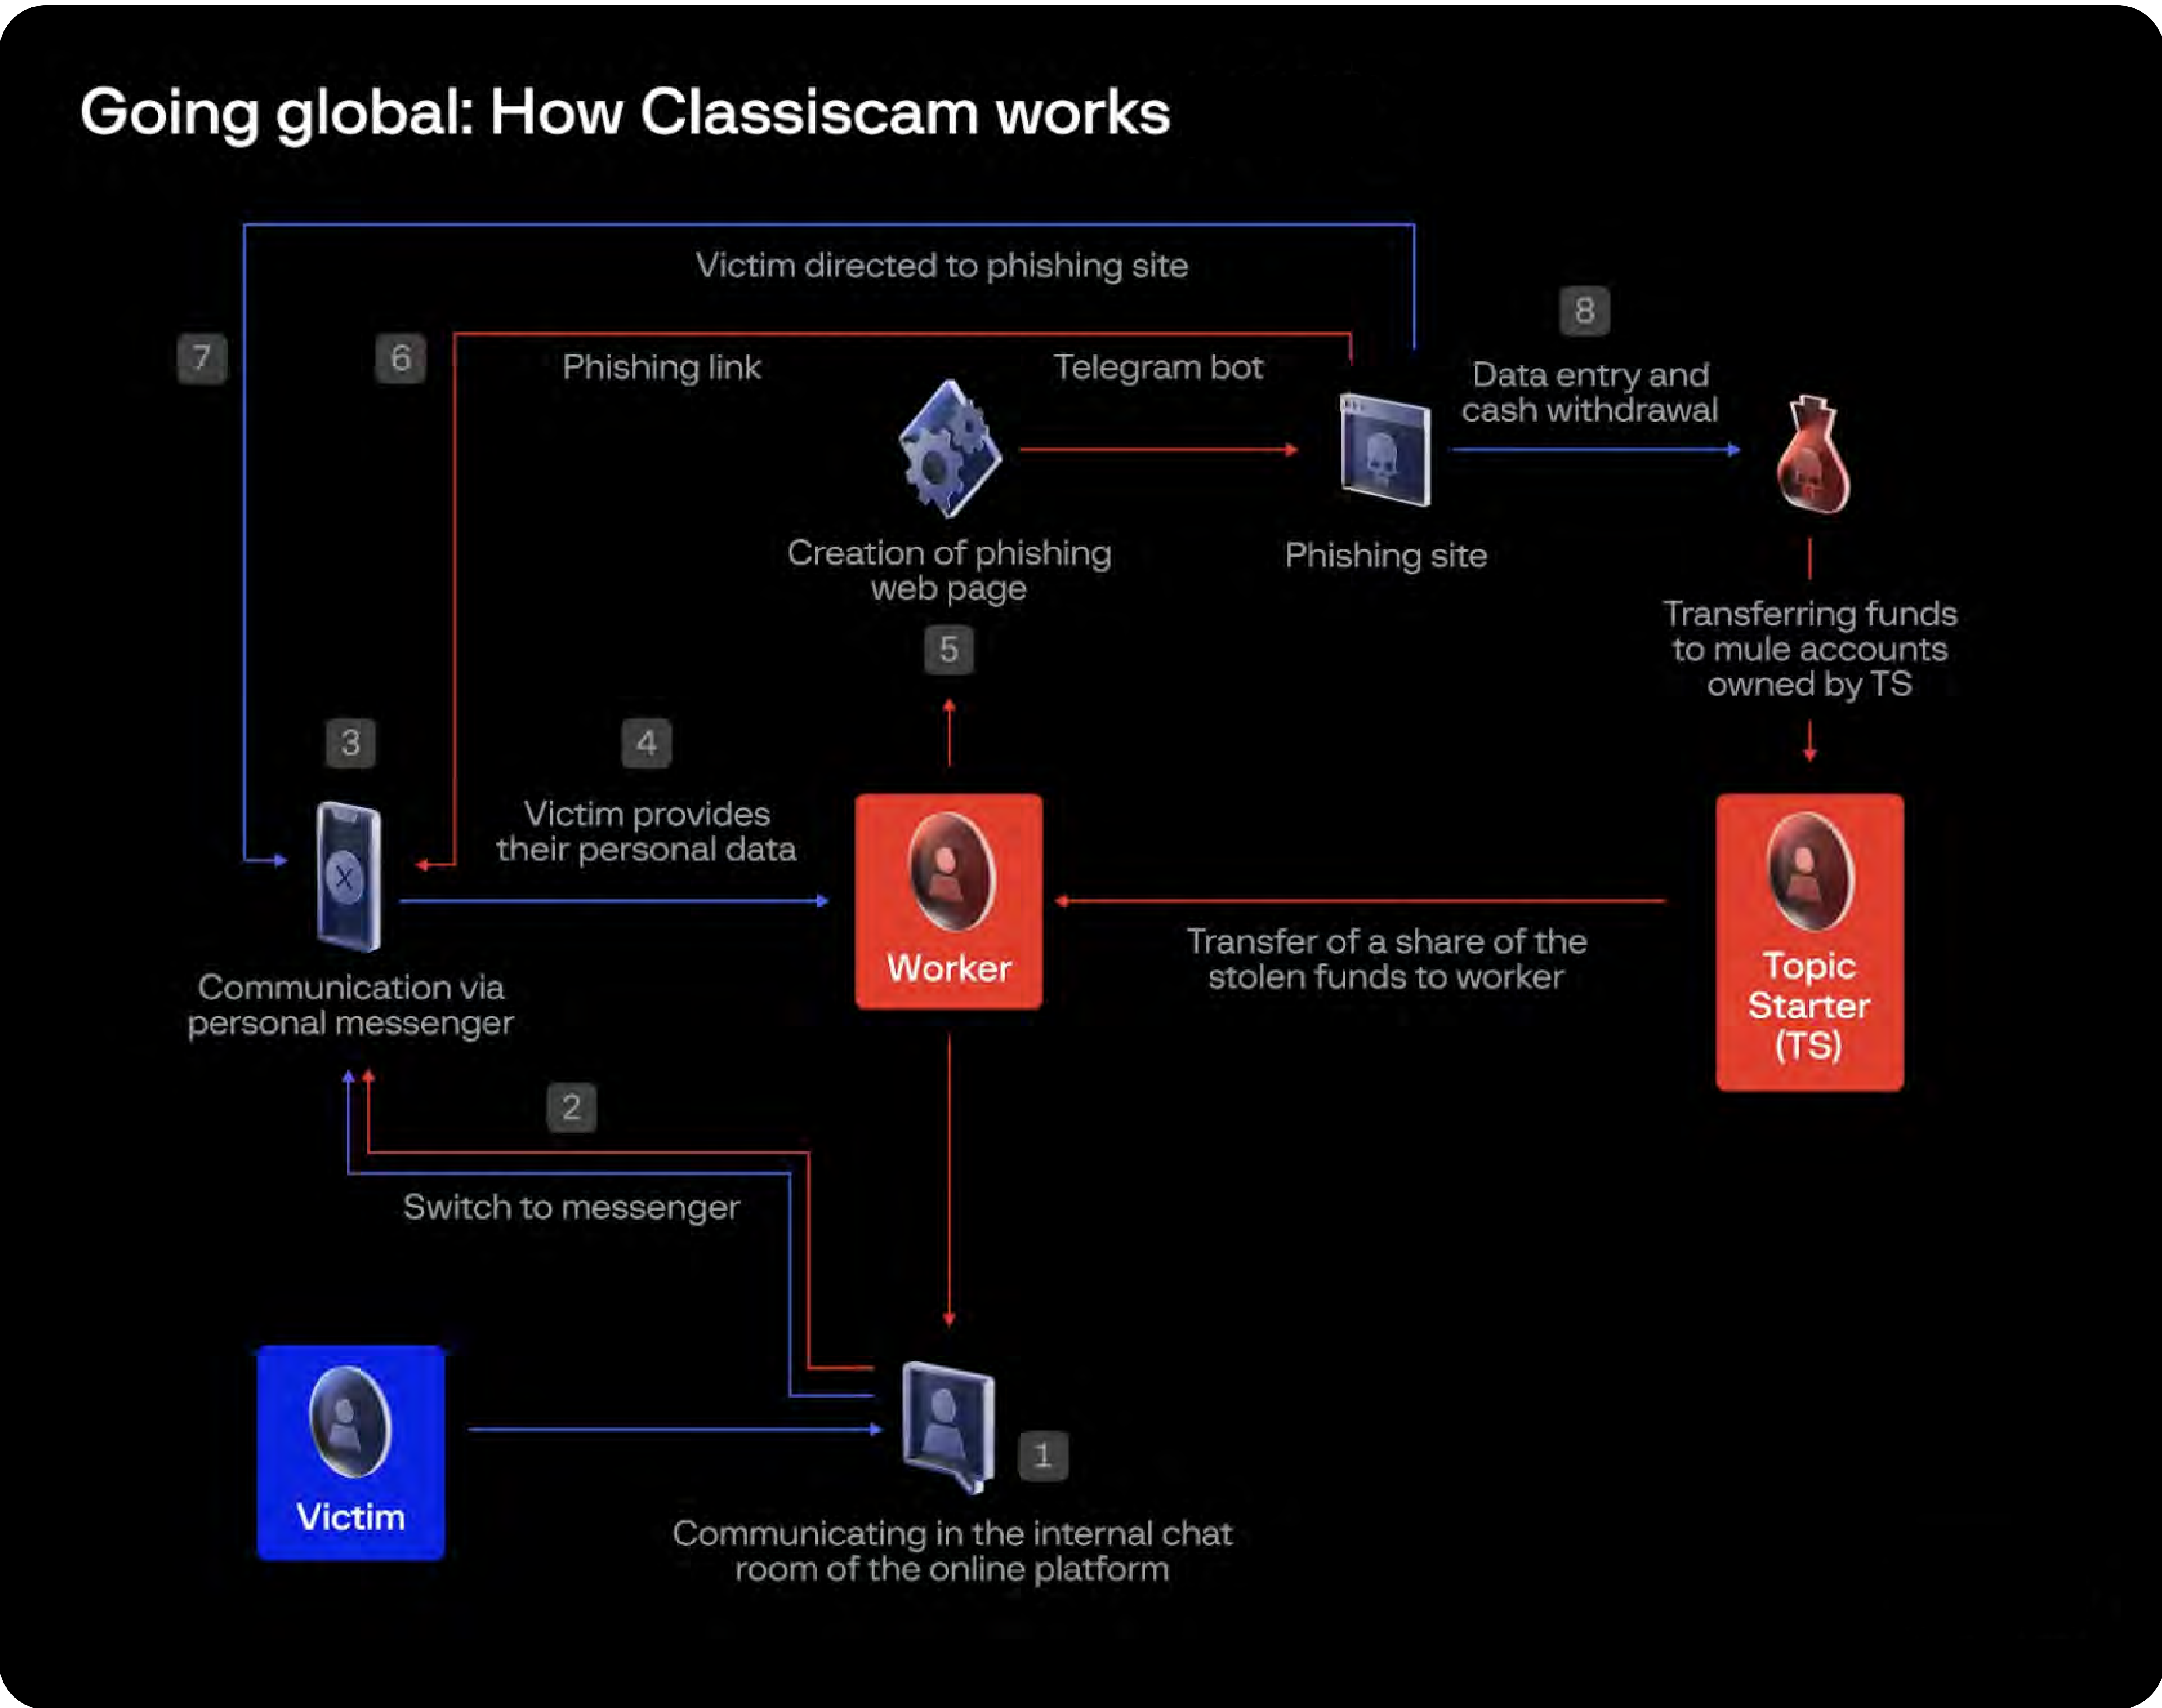 Going global: How Classiscam works
Victim directed to phishing site
7
6
Phishing link
Telegram bot
8
Data entry and
cash withdrawal
Creation of phishing
web page
5
Phishing site
Transferring funds
to mule accounts
owned by TS
3
X
Communication via
personal messenger
4
Victim provides
their personal data
Worker
Transfer of a share of the
stolen funds to worker
Topic
Starter
(TS)
2
Switch to messenger
Victim
1
Communicating in the internal chat
room of the online platform